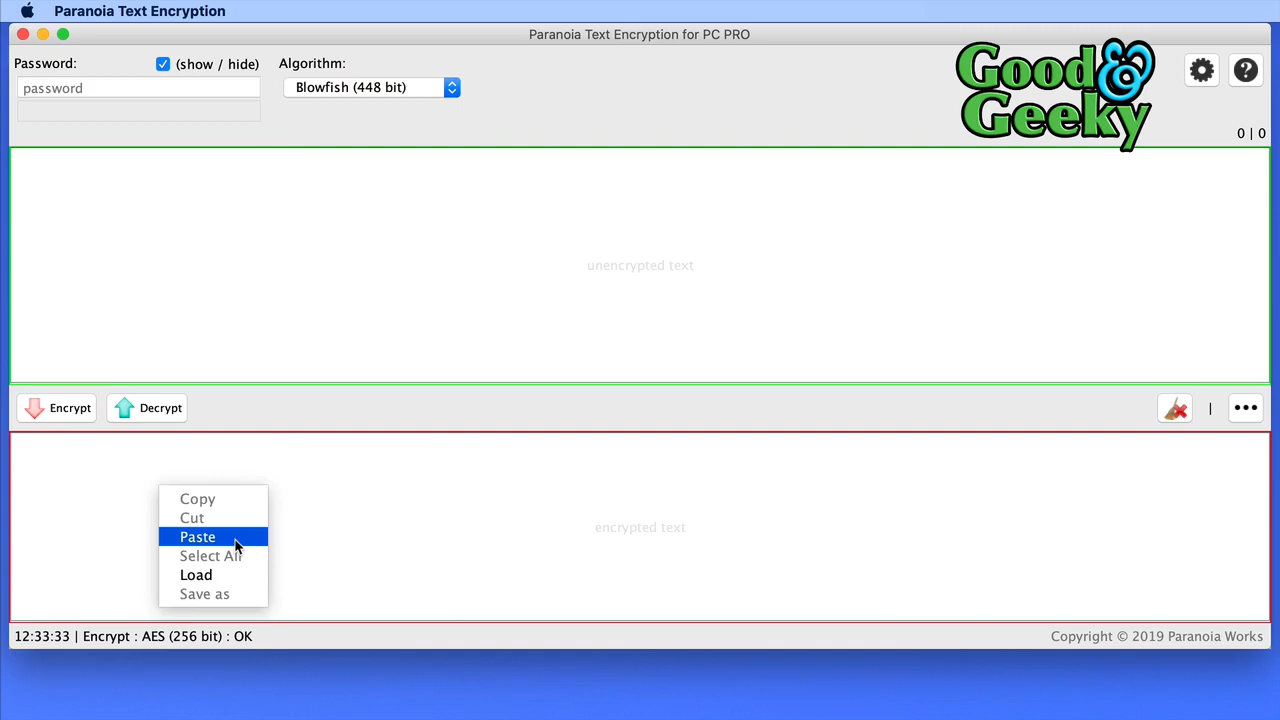 Paranoia Text Encryption
Paranoia Text Encryption for PC PRO
Password:
(show / hide)
Algorithm:
password
Blowfish (448 bit)
Good &
Geeky
0 | 0
unencrypted text
Encrypt
Decrypt
|
encrypted text
Copy
Cut
Paste
Select All
Load
Save as
12:33:33 | Encrypt : AES (256 bit) : OK
Copyright © 2019 Paranoia Works